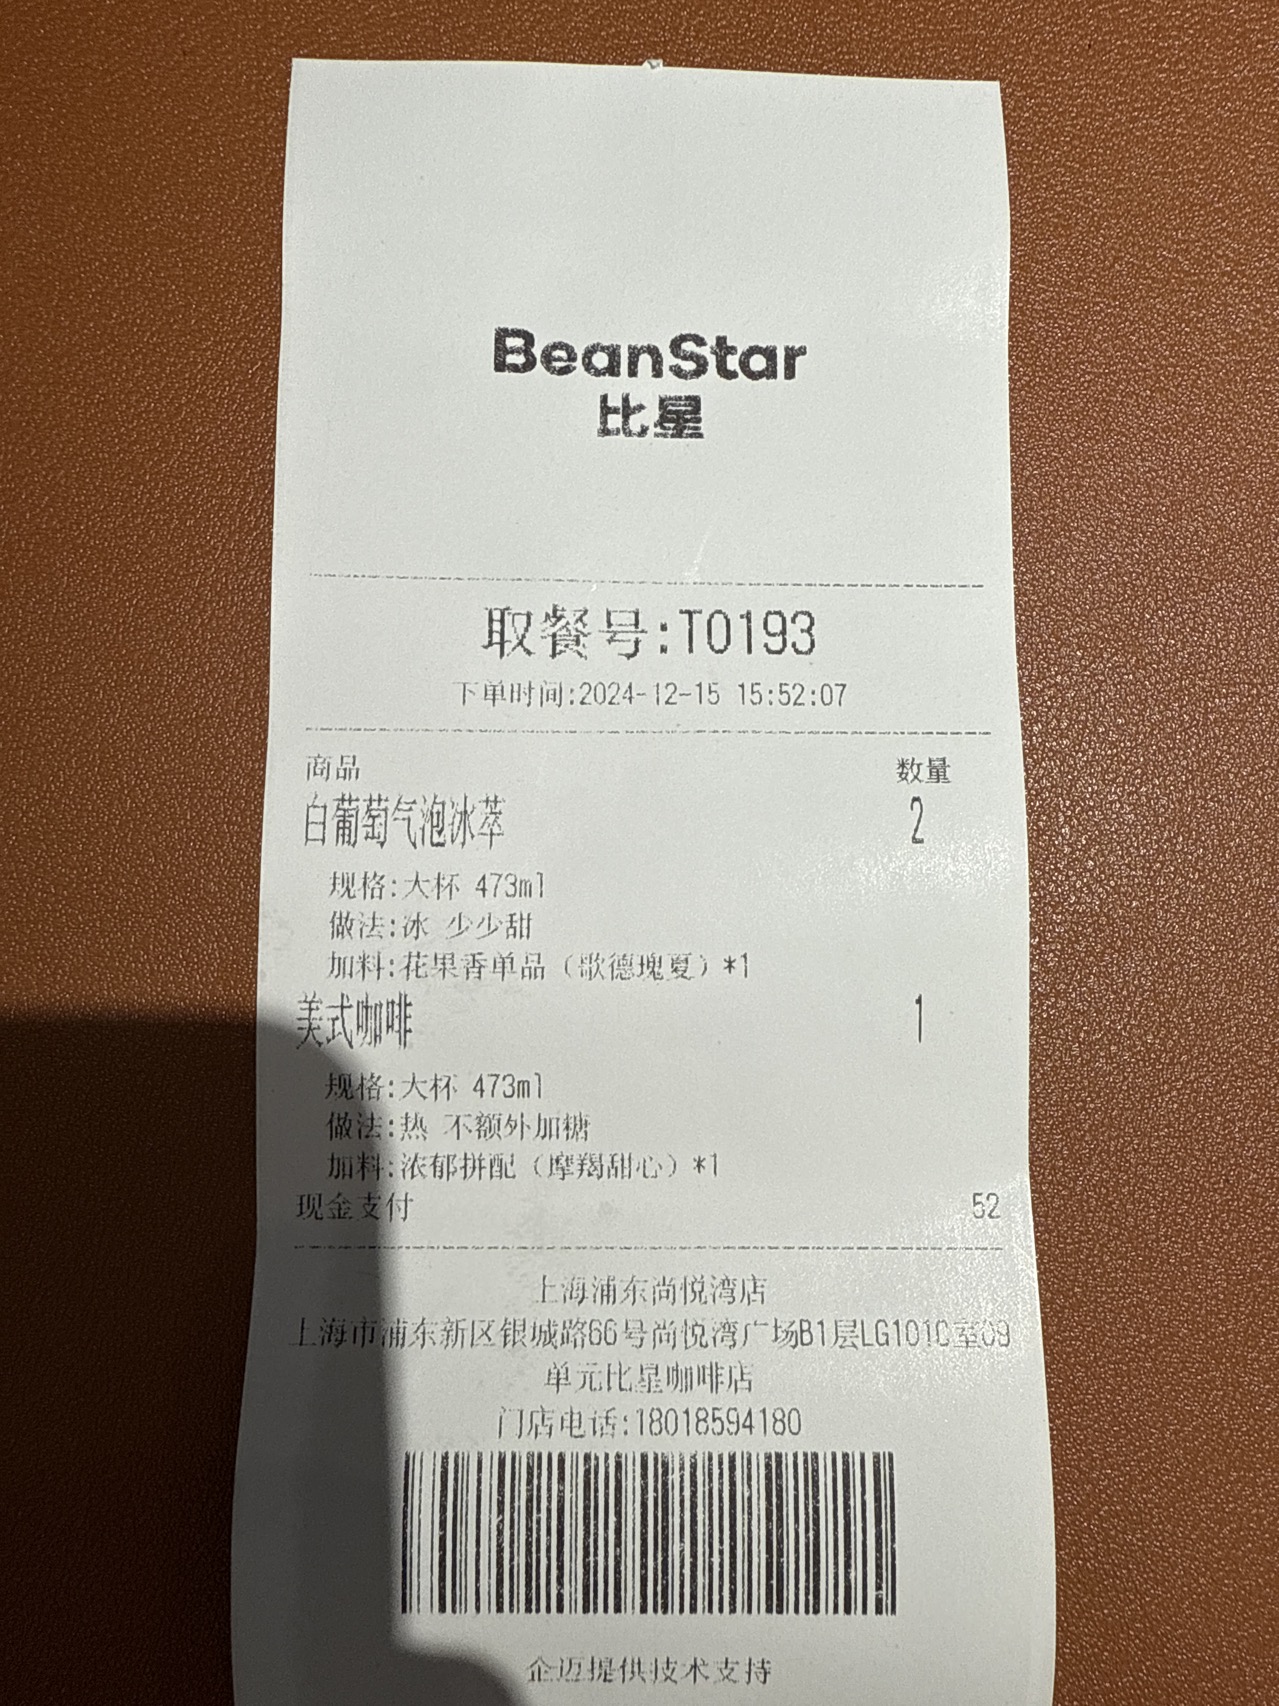 BeanStar
比星
取餐号:T0193
下单时间:2024-12-15 15:52:07
商品 数量
白葡萄气泡冰萃 2
规格:大杯 473ml
做法:冰 少少甜
加料:花果香单品（歌德瑰夏）*1
美式咖啡 1
规格:大杯 473ml
做法:热 不额外加糖
加料:浓郁拼配（摩羯甜心）*1
现金支付 52
上海浦东尚悦湾店
上海市浦东新区银城路66号尚悦湾广场B1层LG101C室09
单元比星咖啡店
门店电话:18018594180
企迈提供技术支持